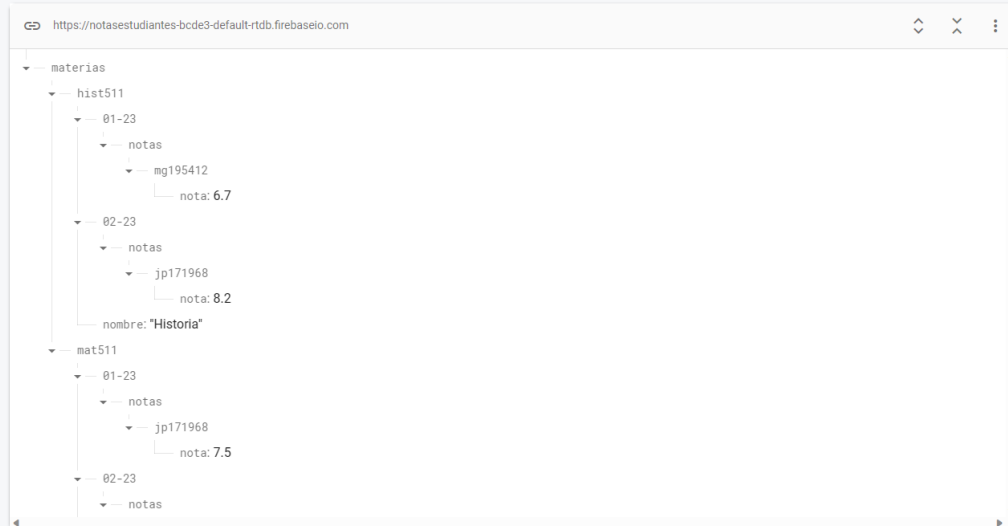 https://notasestudiantes-bcde3-default-rtdb.firebaseio.com
materias
hist511
01-23
notas
mg195412
nota: 6.7
02-23
notas
jp171968
nota: 8.2
nombre: "Historia"
mat511
01-23
notas
jp171968
nota: 7.5
02-23
notas